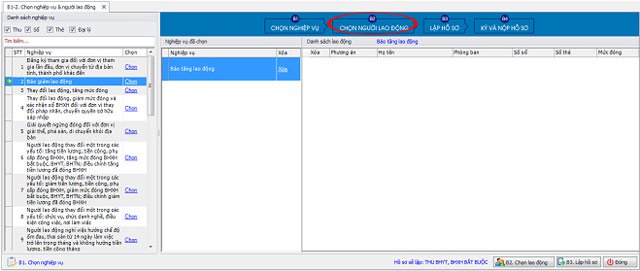 B1-2. Chọn nghiệp vụ & người lao động
Danh sách nghiệp vụ
Thu Sổ Thẻ Đại lý
Tìm kiếm...
STT Nghiệp vụ Chọn
1 Đăng ký tham gia đối với đơn vị tham
gia lần đầu, đơn vị chuyển từ địa bàn
tỉnh, thành phố khác đến Chọn
2 Báo giảm lao động Chọn
3 Thay đổi lao động, tăng mức đóng Chọn
4 Thay đổi lao động, giảm mức đóng và
xác nhận sổ BHXH đối với đơn vị thay
đổi pháp nhân, chuyển quyền sở hữu
sáp nhập Chọn
5 Giải quyết ngừng đóng đối với đơn vị
giải thể, phá sản, di chuyển khỏi địa
bàn Chọn
6 Người lao động thay đổi một trong các
yếu tố: tăng tiền lương, tiền công, phụ
cấp đóng BHXH, tăng mức đóng BHXH
bắt buộc, BHYT, BHTN; điều chỉnh tăng
tiền lương đã đóng BHXH Chọn
7 Người lao động thay đổi một trong các
yếu tố: giảm tiền lương, tiền công, phụ
cấp đóng BHXH, giảm mức đóng BHXH
bắt buộc, BHYT, BHTN; điều chỉnh giảm
tiền lương đã đóng BHXH Chọn
8 Người lao động thay đổi một trong các
yếu tố: chức vụ, chức danh nghề, điều
kiện công việc, nơi làm việc Chọn
9 Người lao động nghỉ việc hưởng chế độ
ốm đau, thai sản từ 14 ngày làm việc
trở lên trong tháng và không hưởng tiền
lương, tiền công tháng Chọn
B1 B2 B3 B4
CHỌN NGHIỆP VỤ CHỌN NGƯỜI LAO ĐỘNG LẬP HỒ SƠ KÝ VÀ NỘP HỒ SƠ
Nghiệp vụ đã chọn
Nghiệp vụ Xóa
Báo tăng lao động Xóa
Danh sách lao động Báo tăng lao động
Xóa Phương án Họ tên Phòng ban Số sổ Số thẻ Mức đóng
B1. Chọn nghiệp vụ
Hồ sơ sẽ lập: THU BHYT, BHXH BẮT BUỘC
B2. Chọn lao động B3. Lập hồ sơ Đóng